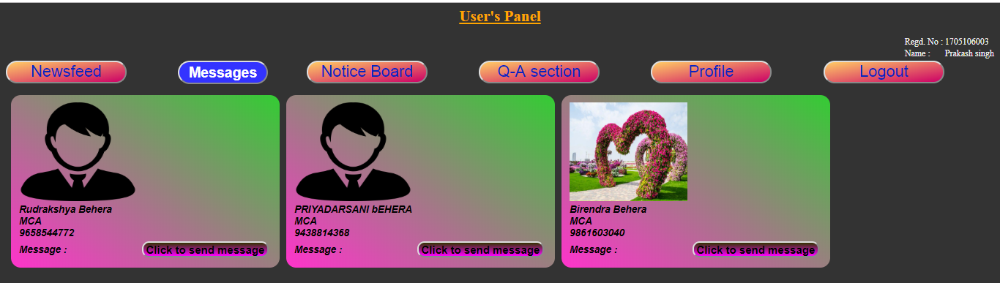 User's Panel
Regd. No : 1705106003
Name : Prakash singh
Newsfeed
Messages
Notice Board
Q-A section
Profile
Logout
Rudrakshya Behera
MCA
9658544772
Message : Click to send message
PRIYADARSANI bEHERA
MCA
9438814368
Message : Click to send message
Birendra Behera
MCA
9861603040
Message : Click to send message